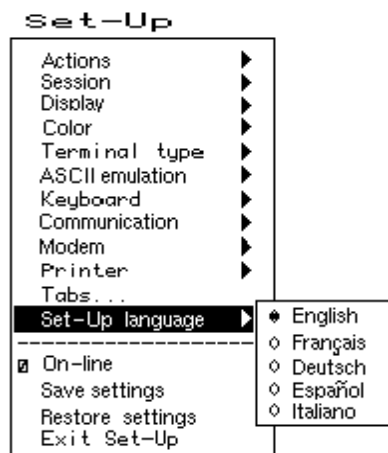 Set-Up
Actions
Session
Display
Color
Terminal type
ASCII emulation
Keyboard
Communication
Modem
Printer
Tabs...
Set-Up language
English
Français
Deutsch
Español
Italiano
On-line
Save settings
Restore settings
Exit Set-Up